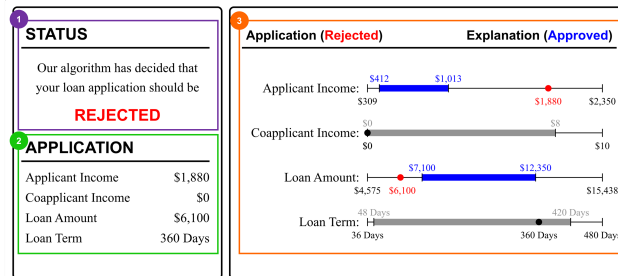 1
STATUS
Our algorithm has decided that
your loan application should be
REJECTED
2
APPLICATION
Applicant Income $1,880
Coapplicant Income $0
Loan Amount $6,100
Loan Term 360 Days
3
Application (Rejected) Explanation (Approved)
$412 $1,013
Applicant Income:
$309 $1,880 $2,350
$0 $8
Coapplicant Income:
$0 $10
$7,100 $12,350
Loan Amount:
$4,575 $6,100 $15,438
48 Days 420 Days
Loan Term:
36 Days 360 Days 480 Days